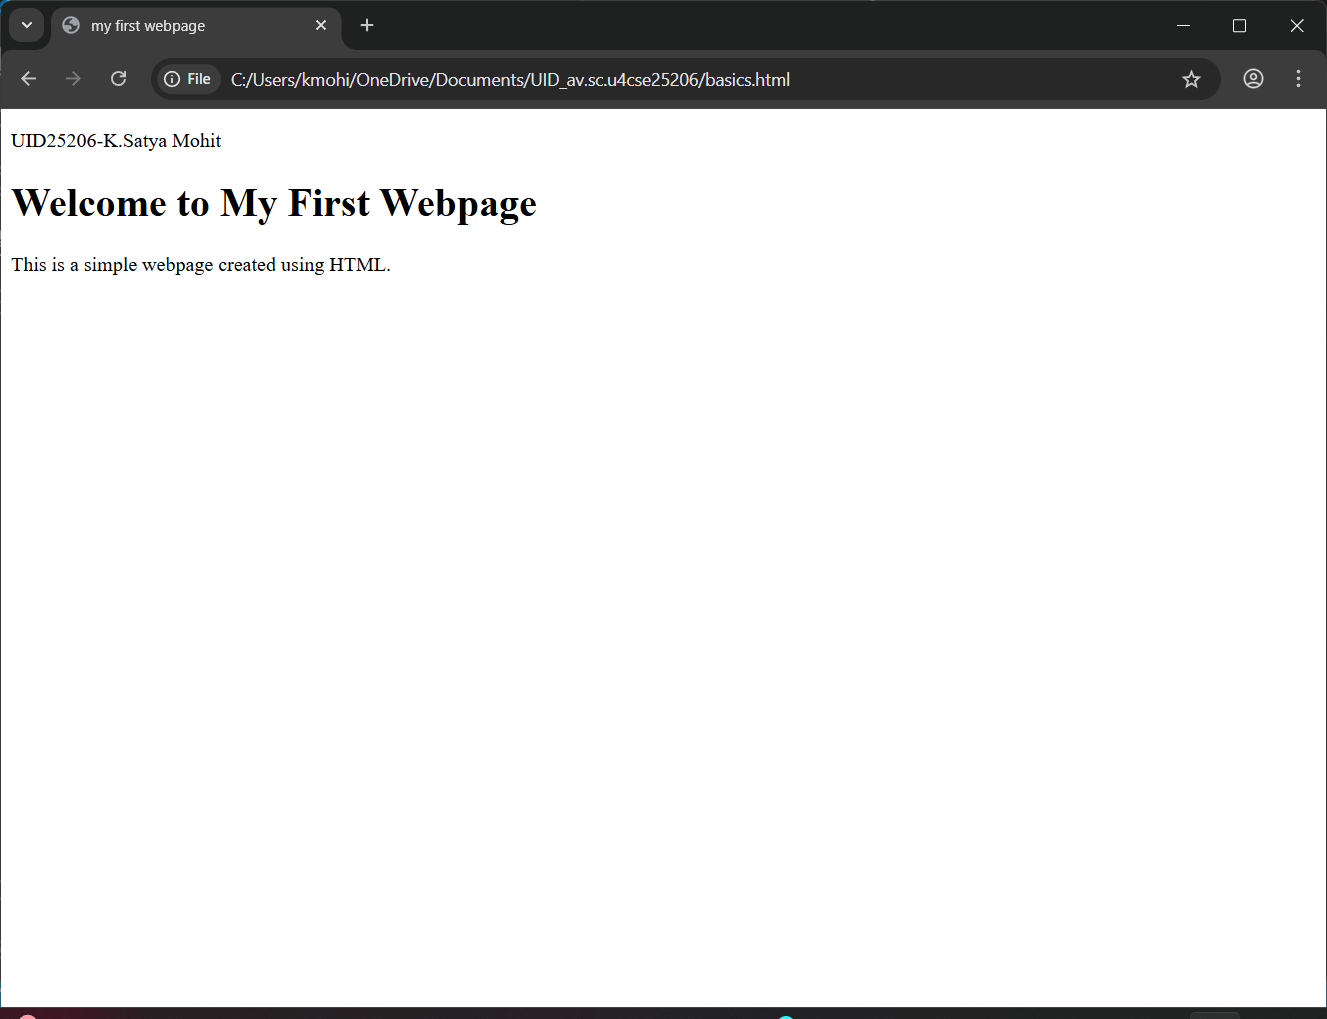 my first webpage
File C:/Users/kmohi/OneDrive/Documents/UID_av.sc.u4cse25206/basics.html
UID25206-K.Satya Mohit
Welcome to My First Webpage
This is a simple webpage created using HTML.